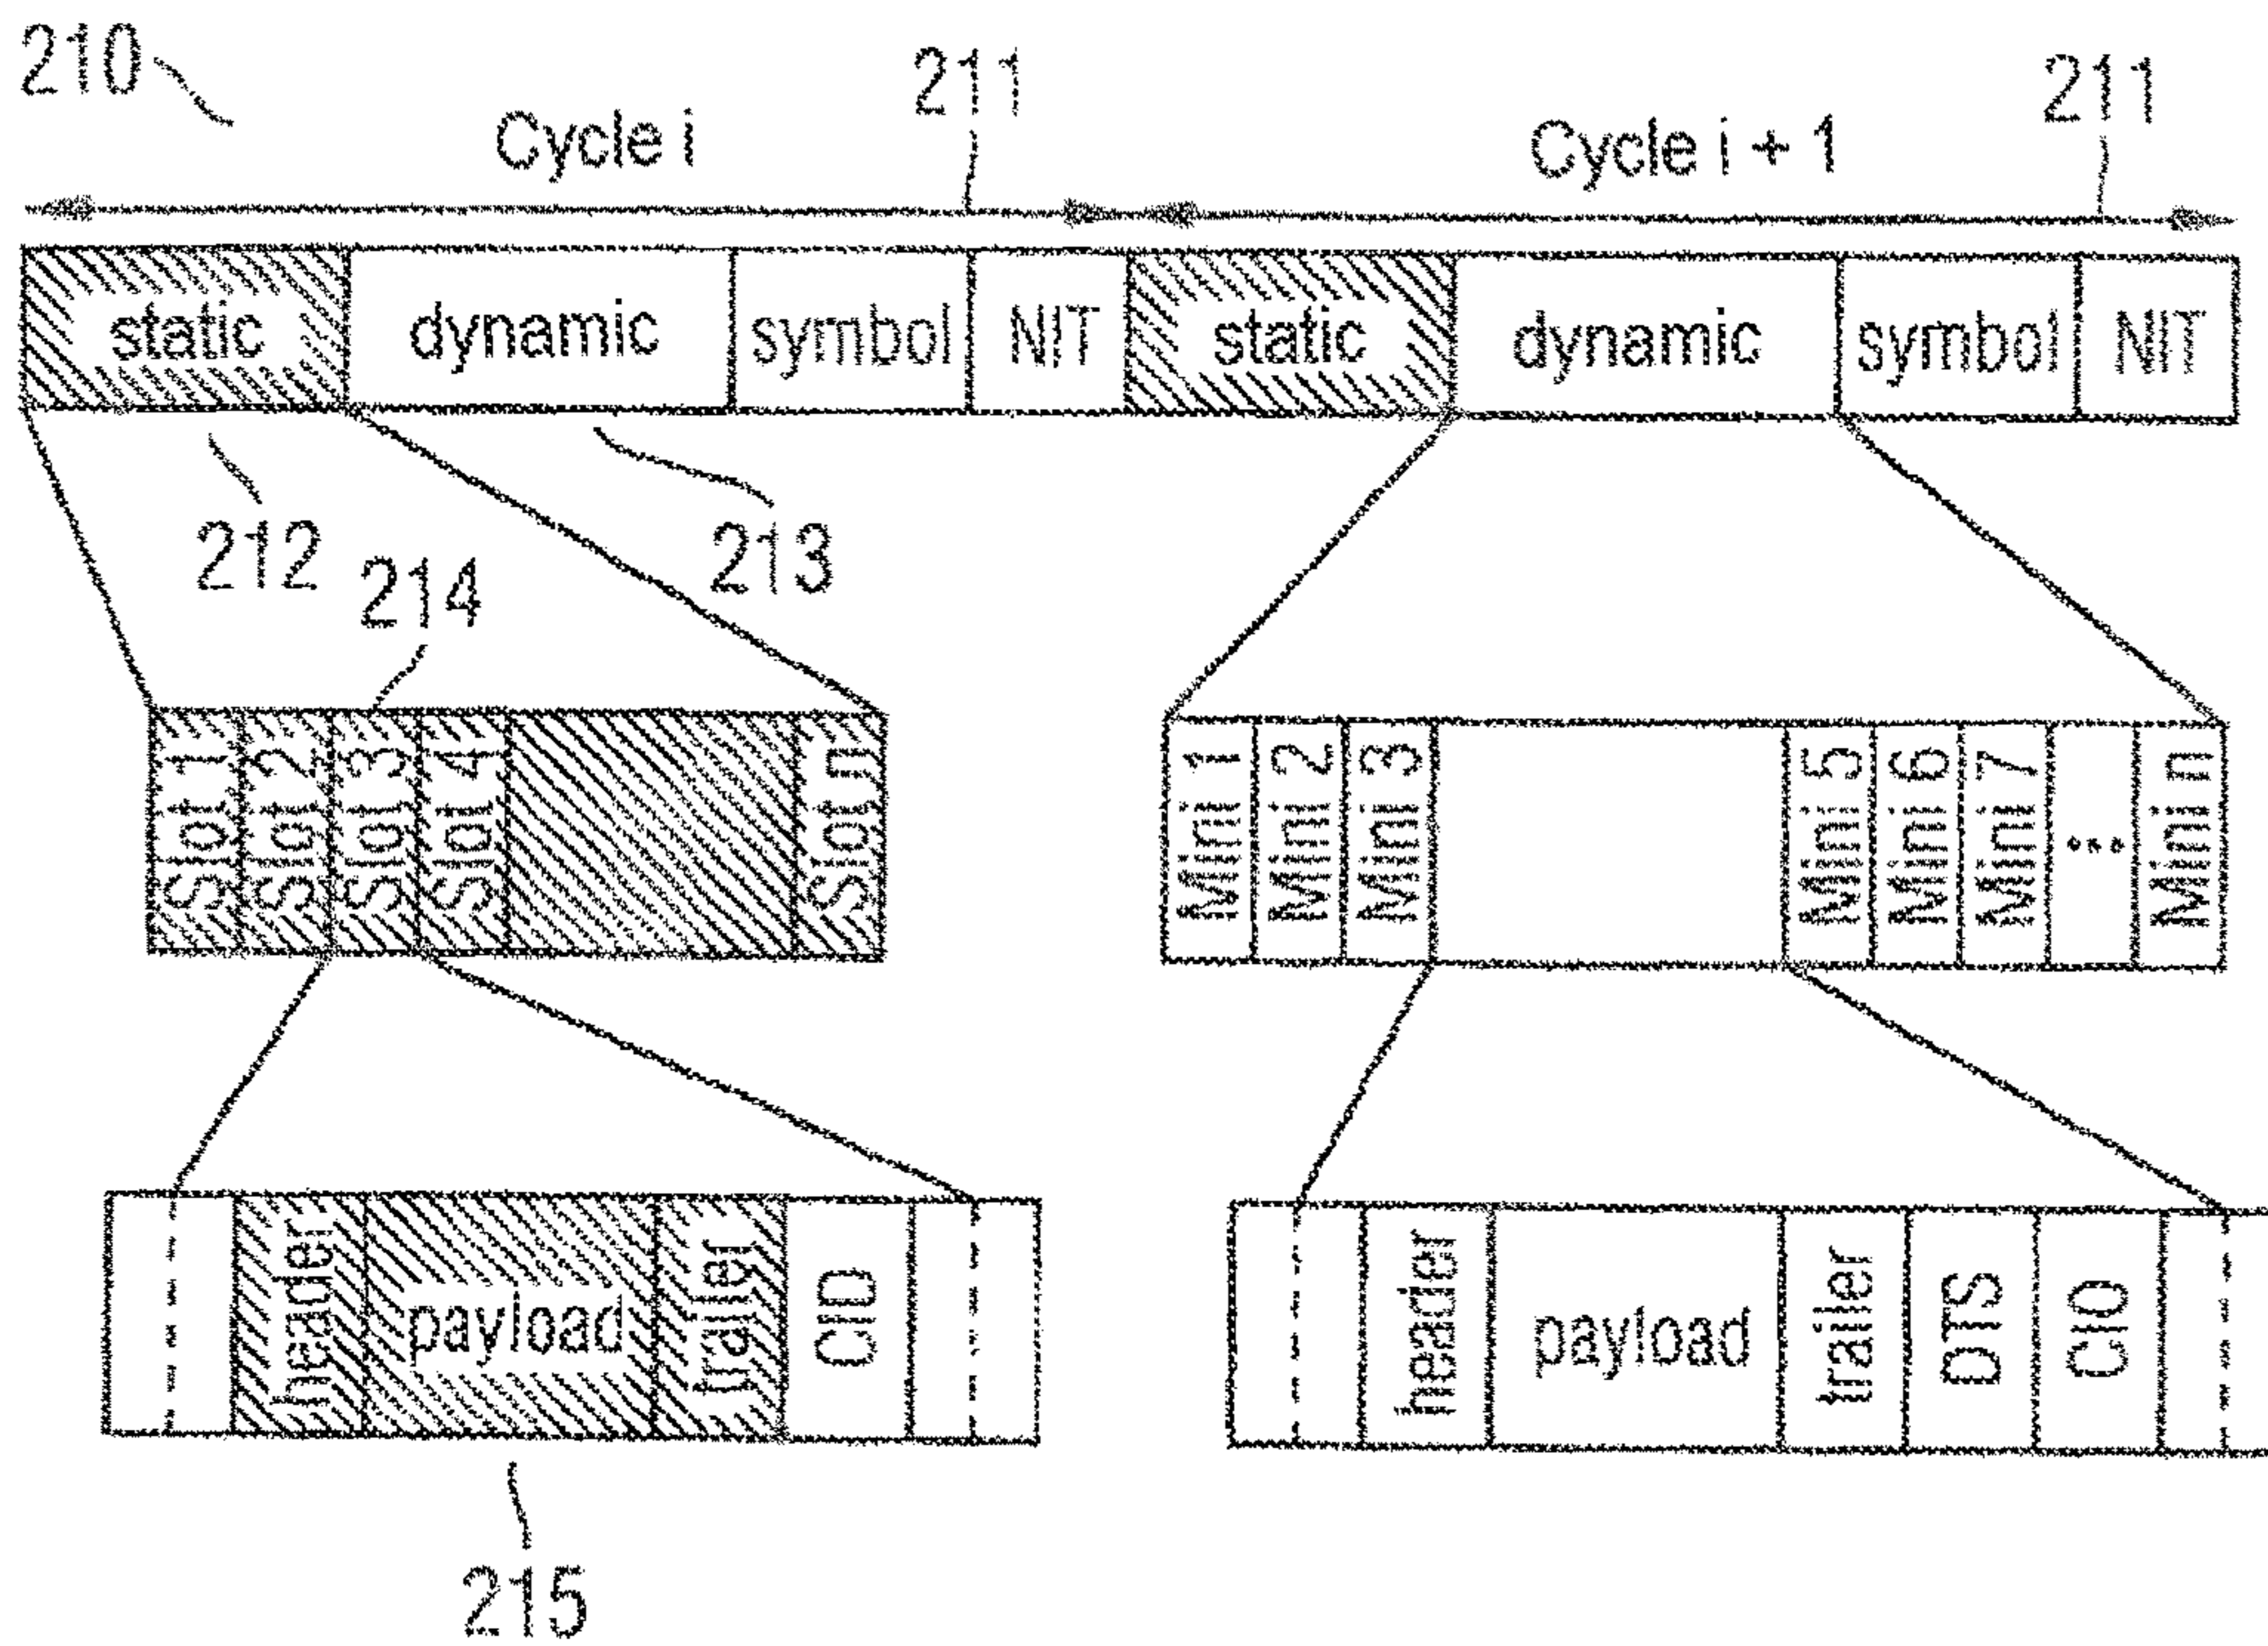 210
211
211
Cycle i
Cycle i + 1
static dynamic symbol NIT static dynamic symbol NIT
212
213
214
Slot 1
Slot 2
Slot 3
Slot 4
Slot n
Mini 1
Mini 2
Mini 3
Mini 5
Mini 6
Mini 7
...
Mini n
header
payload
trailer
CID
header
payload
trailer
DTS
CIO
215